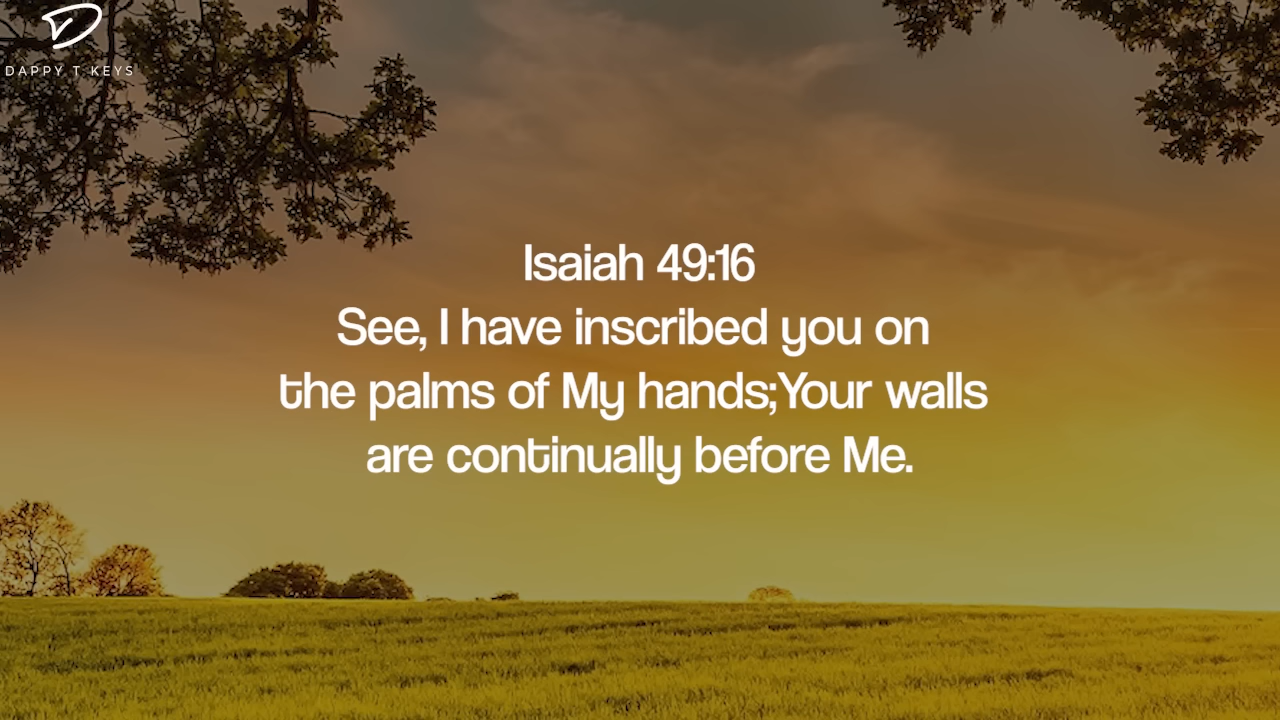 DAPPY T KEYS
Isaiah 49:16
See, I have inscribed you on
the palms of My hands;Your walls
are continually before Me.